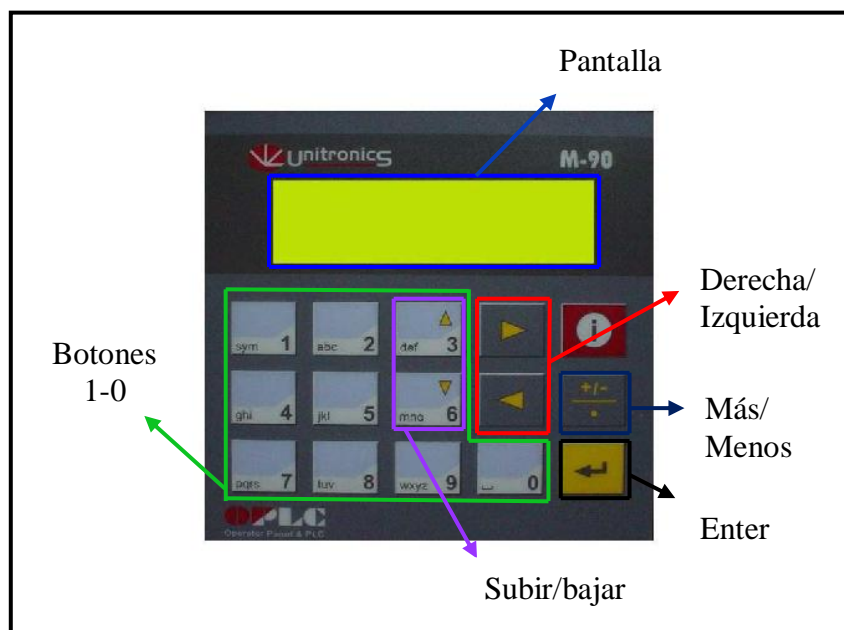 Pantalla
UnitronicS
M-90
Derecha/
Izquierda
Botones
1-0
sym 1
abc 2
def 3
i
ghi 4
jkl 5
mno 6
+/-
Más/
Menos
pqrs 7
tuv 8
wxyz 9
0
OPLC
Operator Panel & PLC
Enter
Subir/bajar